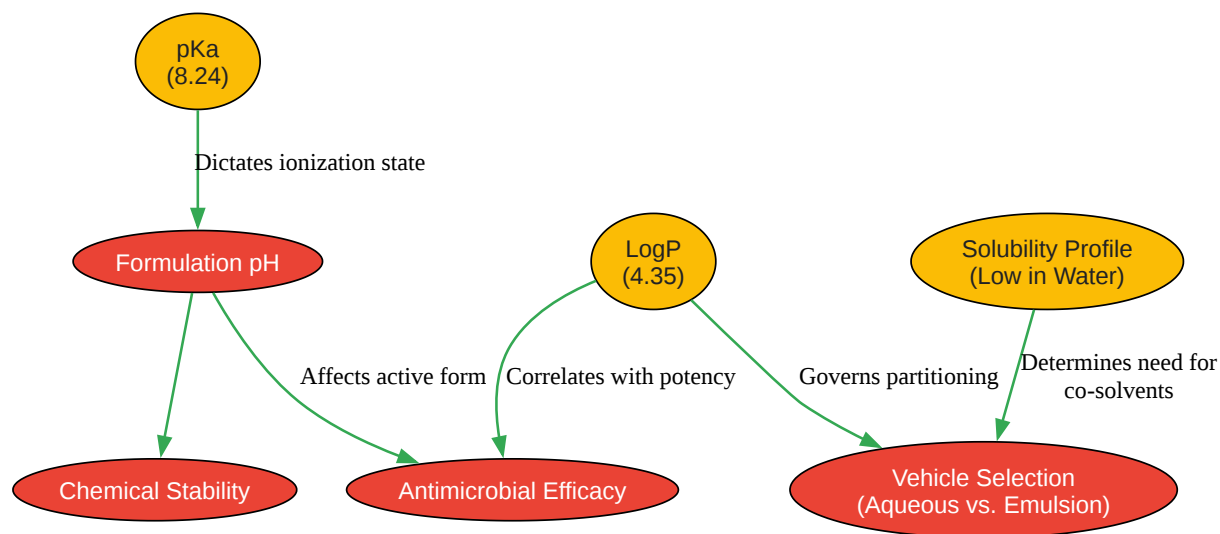 pKa
(8.24)
Dictates ionization state
Formulation pH
LogP
(4.35)
Solubility Profile
(Low in Water)
Affects active form
Correlates with potency
Governs partitioning
Determines need for
co-solvents
Chemical Stability
Antimicrobial Efficacy
Vehicle Selection
(Aqueous vs. Emulsion)